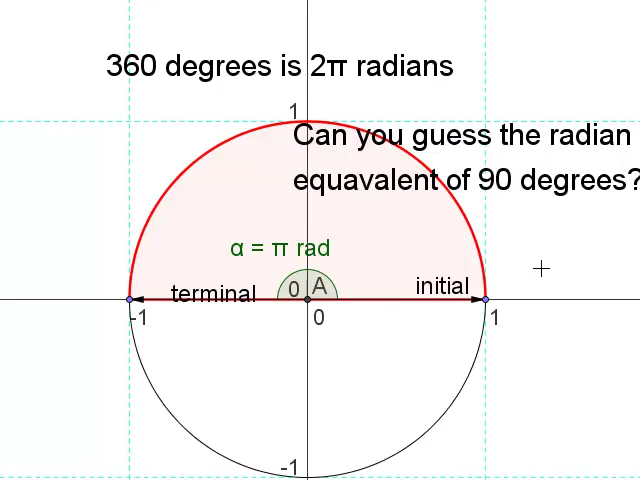 360 degrees is 2π radians
1
Can you guess the radian
equavalent of 90 degrees?
α = π rad
terminal
0
A
initial
-1
0
1
-1